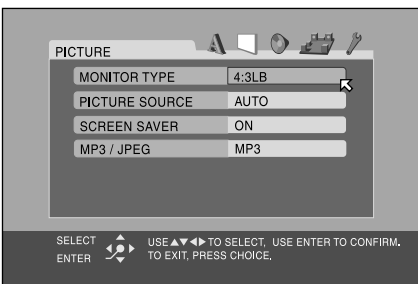 PICTURE
MONITOR TYPE 4:3LB
PICTURE SOURCE AUTO
SCREEN SAVER ON
MP3 / JPEG MP3
SELECT
ENTER
USE▲▼◀▶TO SELECT, USE ENTER TO CONFIRM.
TO EXIT, PRESS CHOICE.